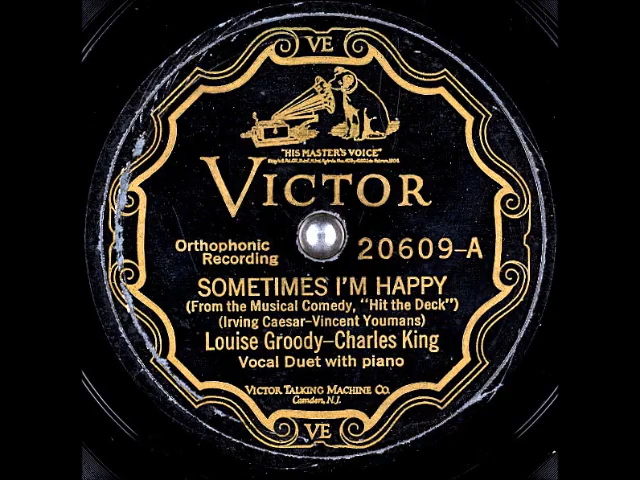 VE
"HIS MASTER'S VOICE"
VICTOR
Orthophonic
Recording
20609-A
SOMETIMES I'M HAPPY
(From the Musical Comedy, "Hit the Deck")
(Irving Caesar-Vincent Youmans)
Louise Groody-Charles King
Vocal Duet with piano
VICTOR TALKING MACHINE CO.
Camden, N.J.
VE